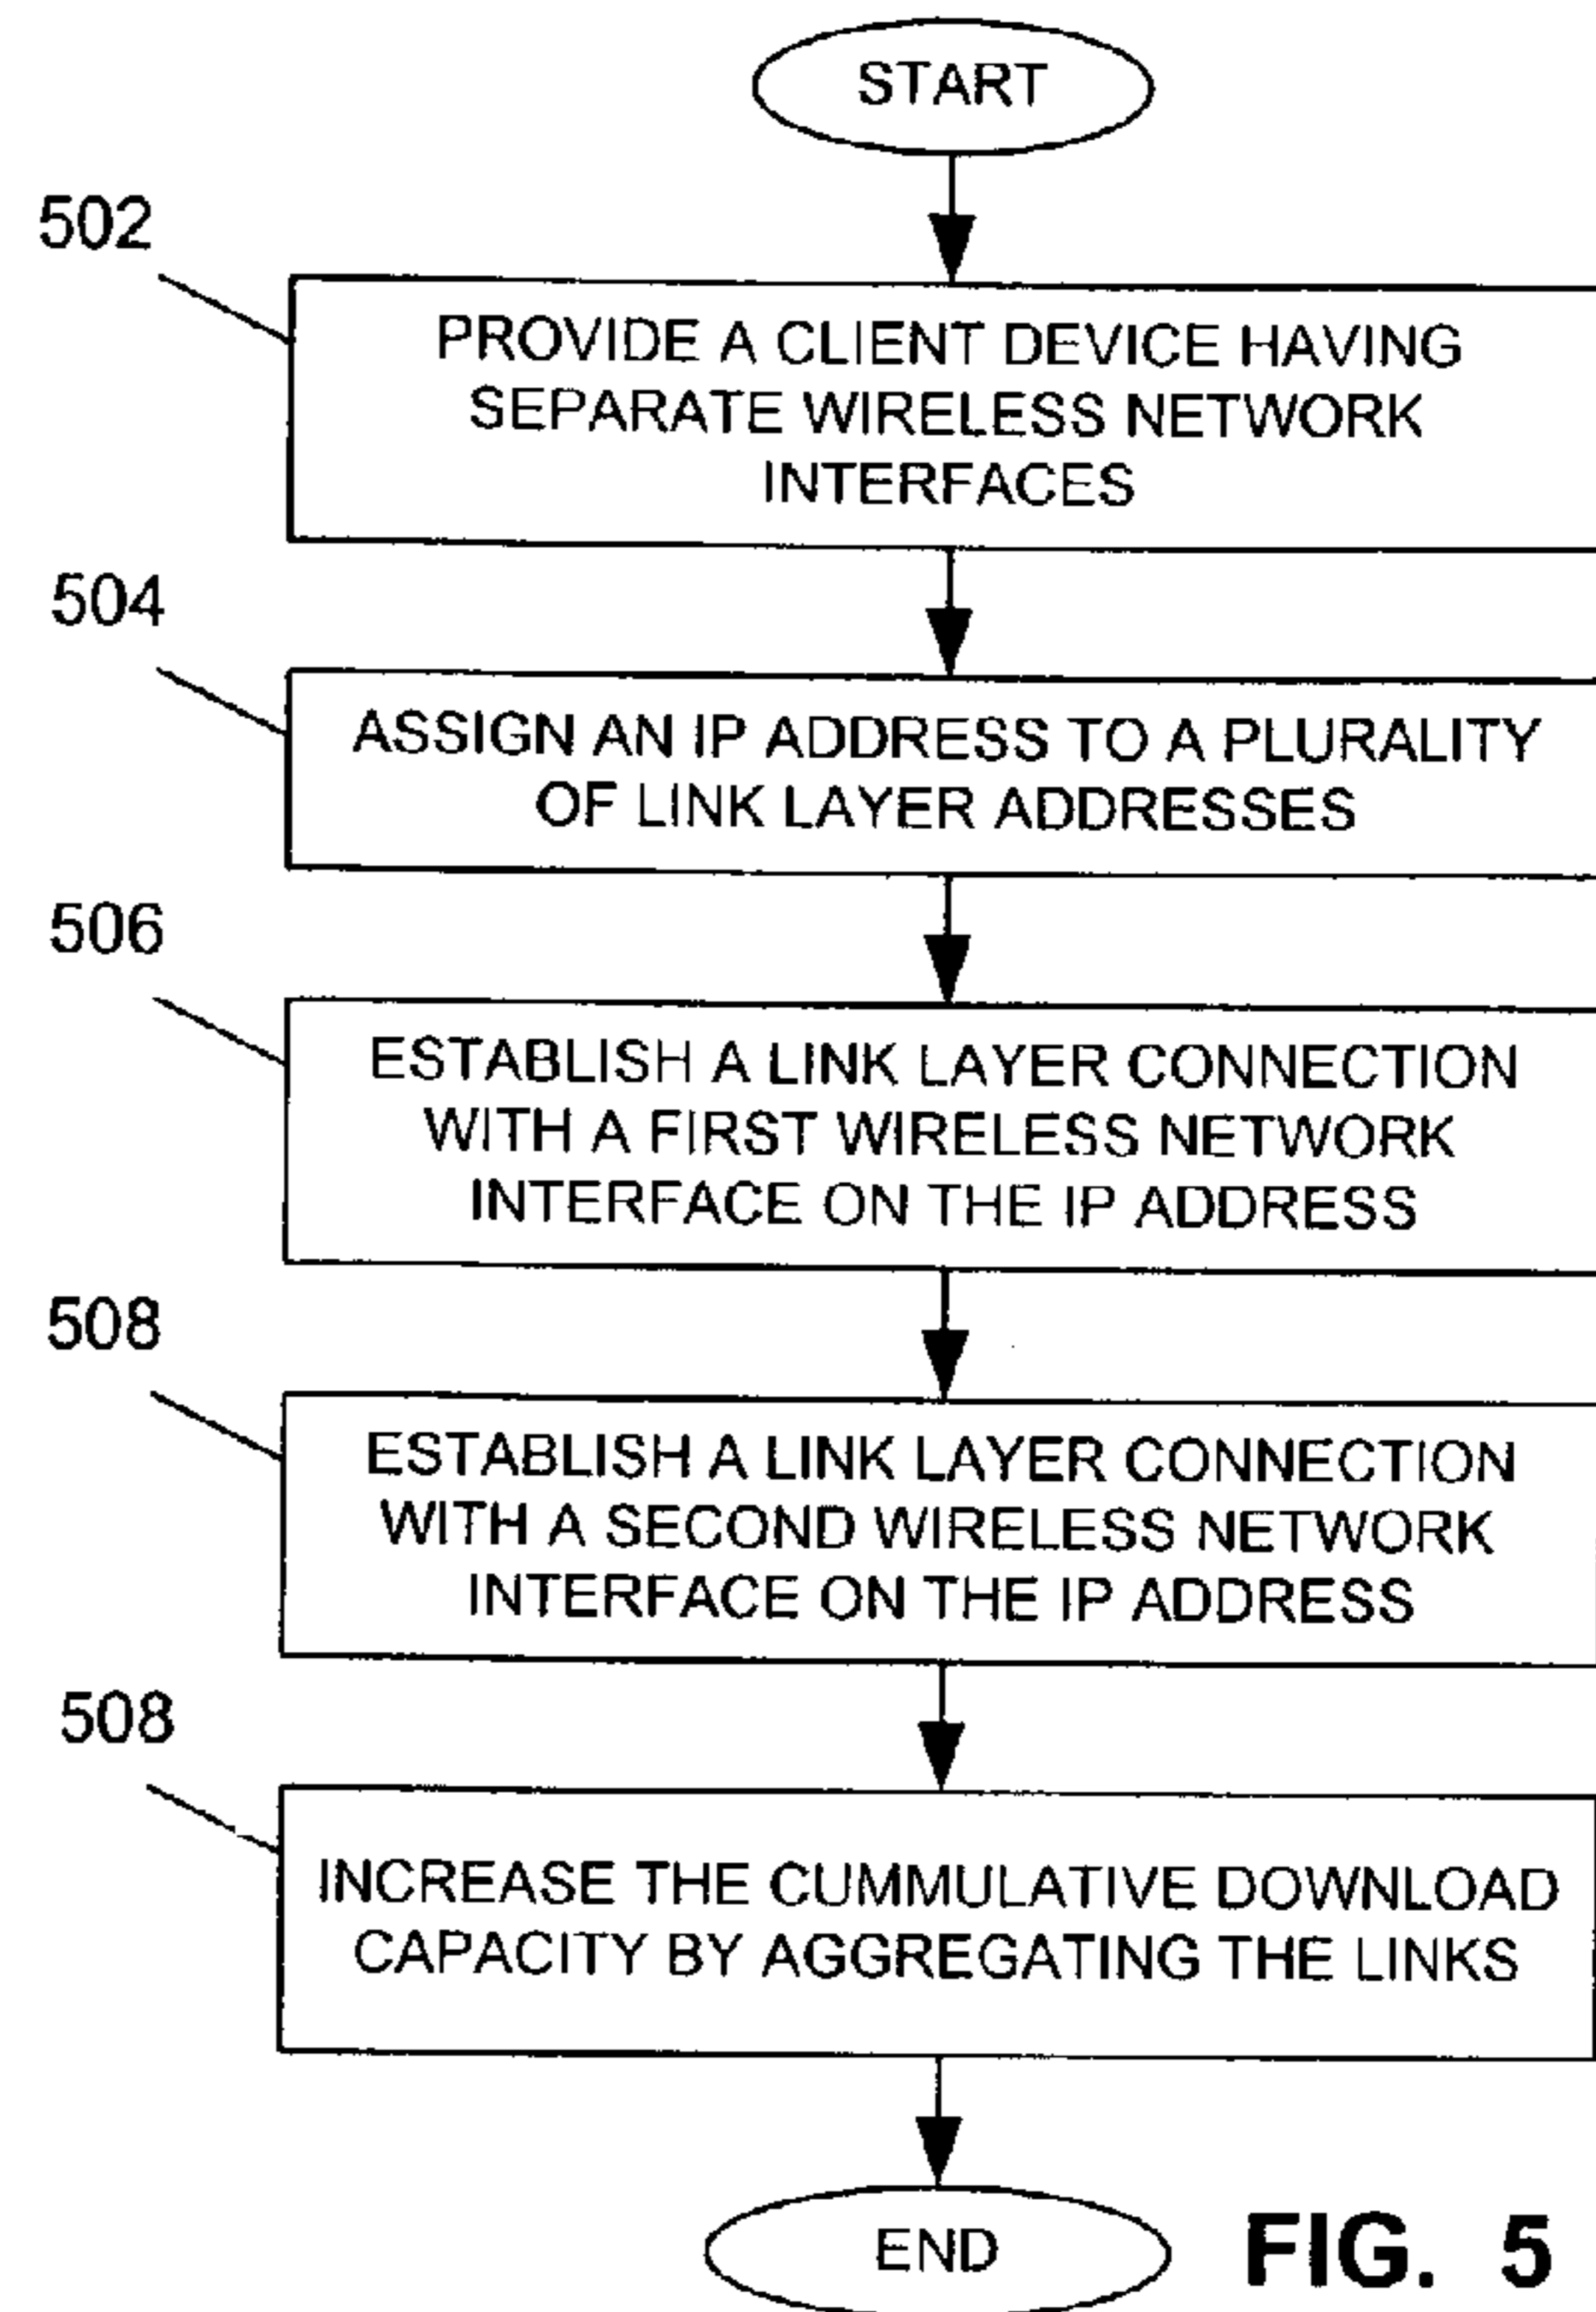 START
502
PROVIDE A CLIENT DEVICE HAVING
SEPARATE WIRELESS NETWORK
INTERFACES
504
ASSIGN AN IP ADDRESS TO A PLURALITY
OF LINK LAYER ADDRESSES
506
ESTABLISH A LINK LAYER CONNECTION
WITH A FIRST WIRELESS NETWORK
INTERFACE ON THE IP ADDRESS
508
ESTABLISH A LINK LAYER CONNECTION
WITH A SECOND WIRELESS NETWORK
INTERFACE ON THE IP ADDRESS
508
INCREASE THE CUMMULATIVE DOWNLOAD
CAPACITY BY AGGREGATING THE LINKS
END
FIG. 5